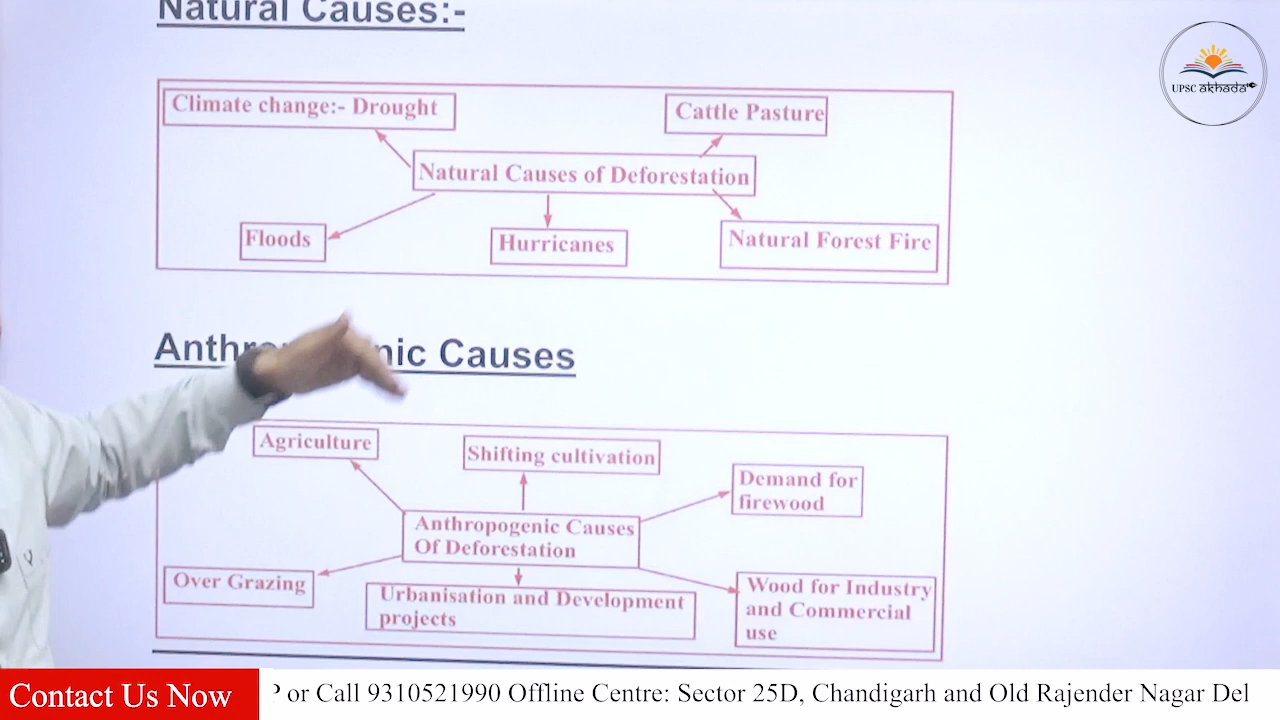 Natural Causes:-
UPSC akhada
Climate change:- Drought
Cattle Pasture
Natural Causes of Deforestation
Floods
Hurricanes
Natural Forest Fire
Causes
Agriculture
Shifting cultivation
Demand for
firewood
Anthropogenic Causes
Of Deforestation
Over Grazing
Urbanisation and Development
projects
Wood for Industry
and Commercial
use
Contact Us Now
or Call 9310521990 Offline Centre: Sector 25D, Chandigarh and Old Rajender Nagar Del